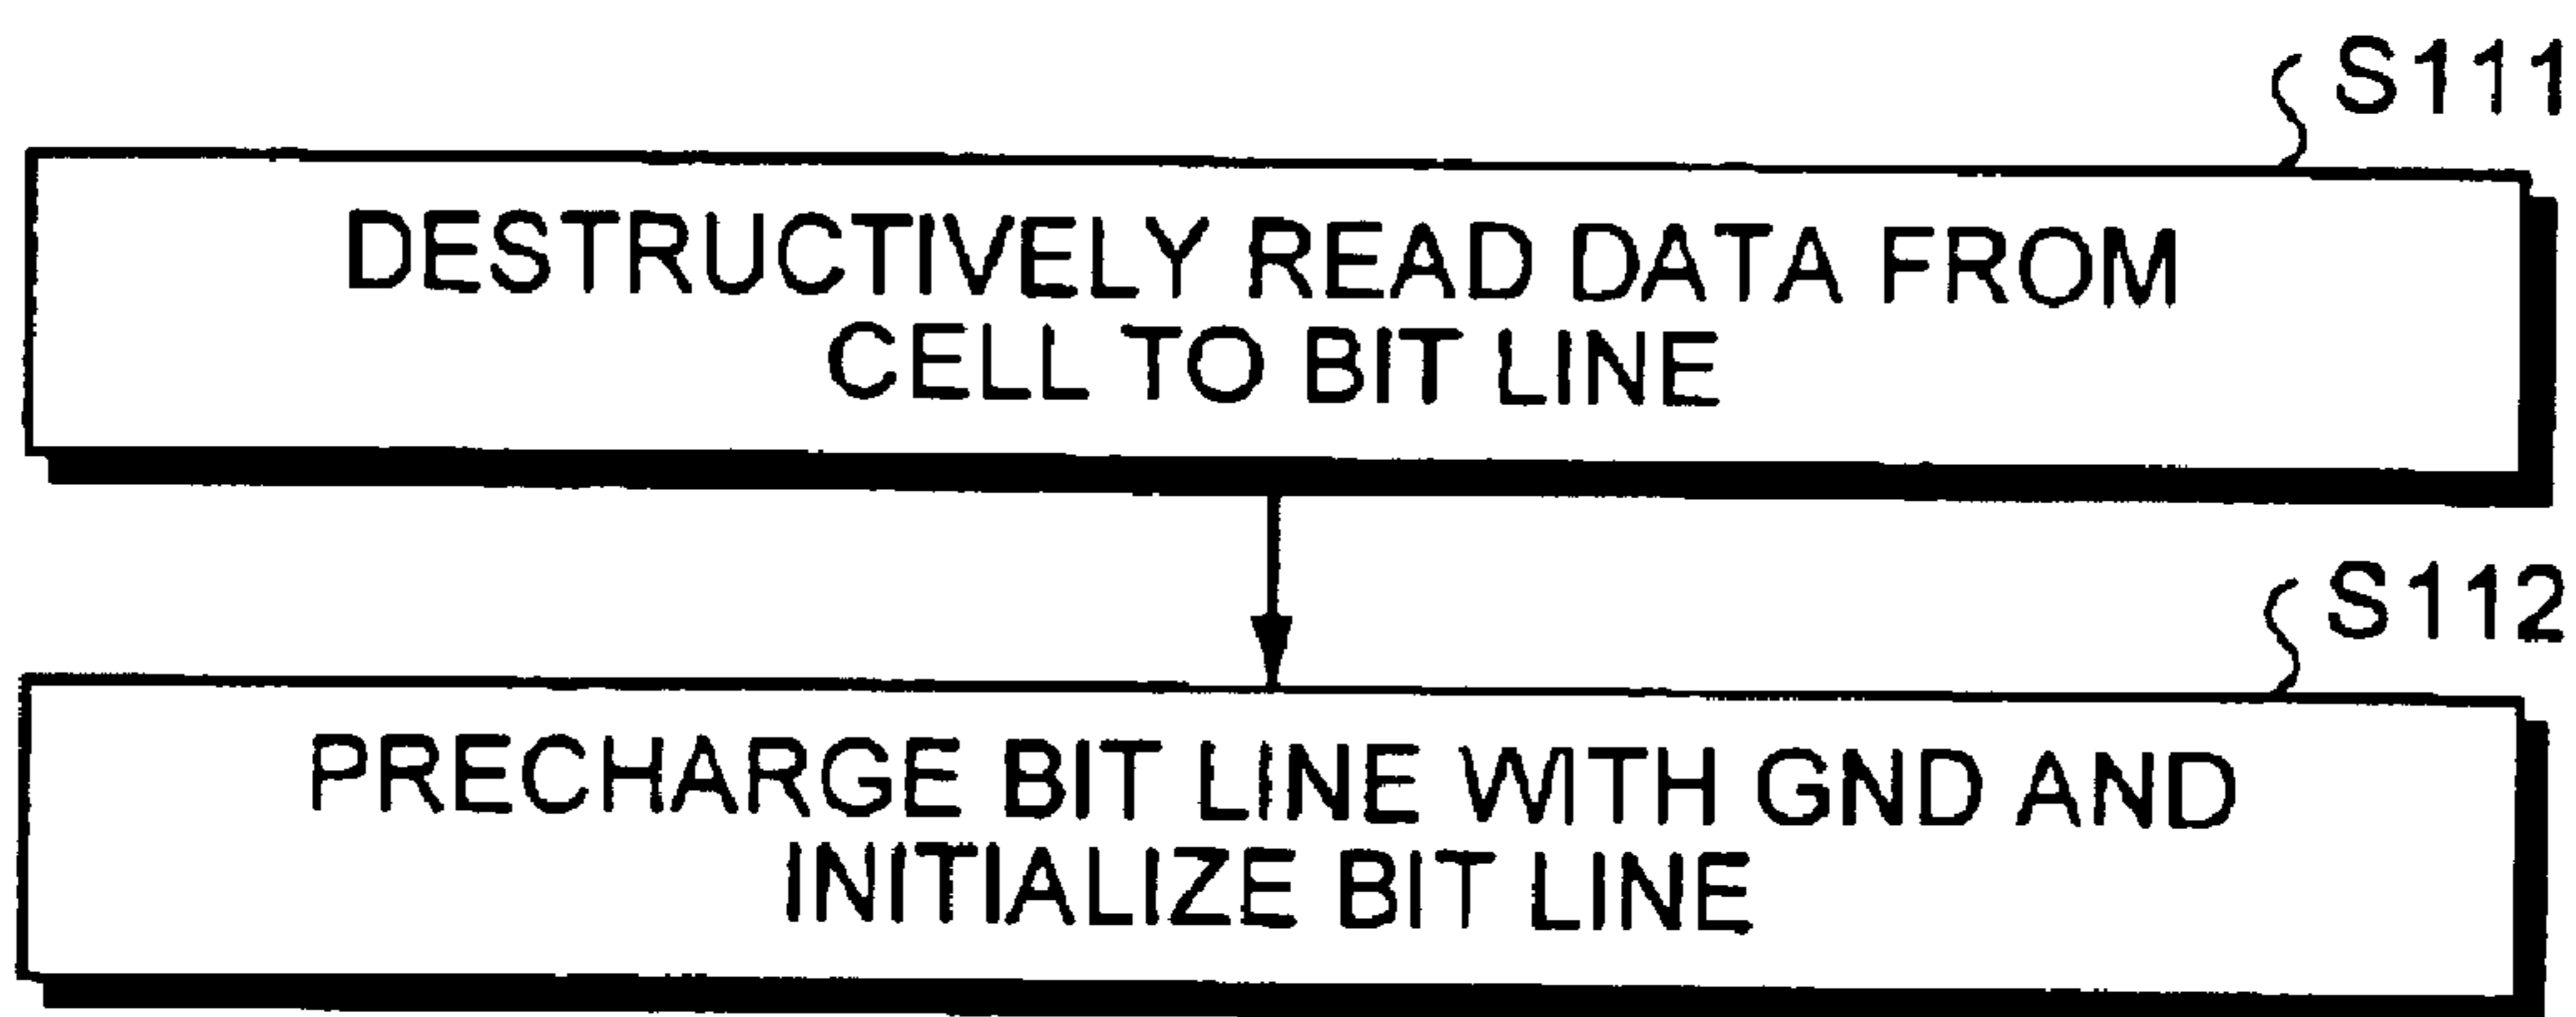 S111
DESTRUCTIVELY READ DATA FROM
CELL TO BIT LINE
S112
PRECHARGE BIT LINE WITH GND AND
INITIALIZE BIT LINE